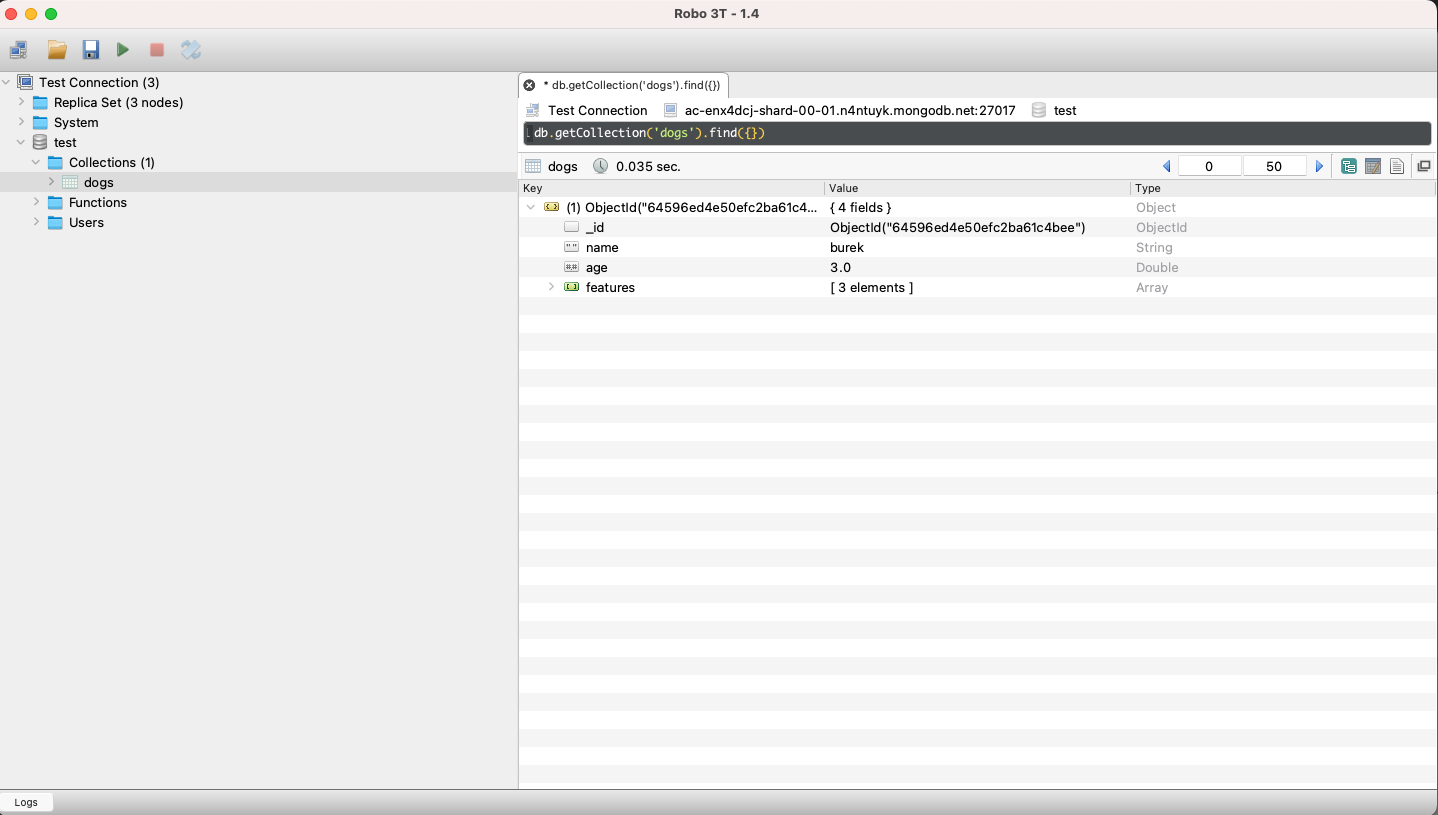 Robo 3T - 1.4
Test Connection (3)
Replica Set (3 nodes)
System
test
Collections (1)
dogs
Functions
Users
* db.getCollection('dogs').find({})
Test Connection ac-enx4dcj-shard-00-01.n4ntuyk.mongodb.net:27017 test
1 db.getCollection('dogs').find({})
dogs 0.035 sec. 0 50
Key Value Type
(1) ObjectId("64596ed4e50efc2ba61c4... { 4 fields } Object
_id ObjectId("64596ed4e50efc2ba61c4bee") ObjectId
name burek String
age 3.0 Double
features [ 3 elements ] Array
Logs